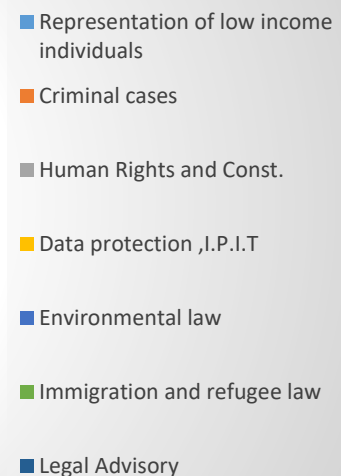 Representation of low income
individuals
Criminal cases
Human Rights and Const.
Data protection ,I.P.I.T
Environmental law
Immigration and refugee law
Legal Advisory